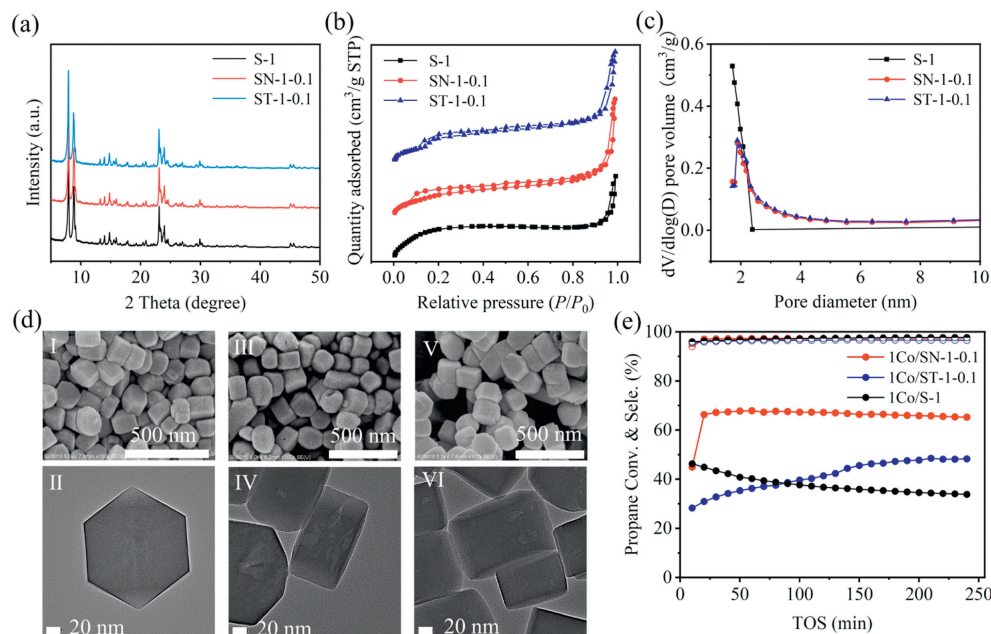 (a)
Intensity (a.u.)
S-1
SN-1-0.1
ST-1-0.1
10 20 30 40 50
2 Theta (degree)
(b)
Quantity adsorbed (cm³/g STP)
S-1
SN-1-0.1
ST-1-0.1
0.0 0.2 0.4 0.6 0.8 1.0
Relative pressure (P/P₀)
(c)
dV/dlog(D) pore volume (cm³/g)
0.6
0.4
0.2
0.0
S-1
SN-1-0.1
ST-1-0.1
2 4 6 8 10
Pore diameter (nm)
(d)
I
500 nm
III
500 nm
V
500 nm
II
20 nm
IV
20 nm
VI
20 nm
(e)
Propane Conv. & Sele. (%)
100
80
60
40
20
0
1Co/SN-1-0.1
1Co/ST-1-0.1
1Co/S-1
0 50 100 150 200 250
TOS (min)